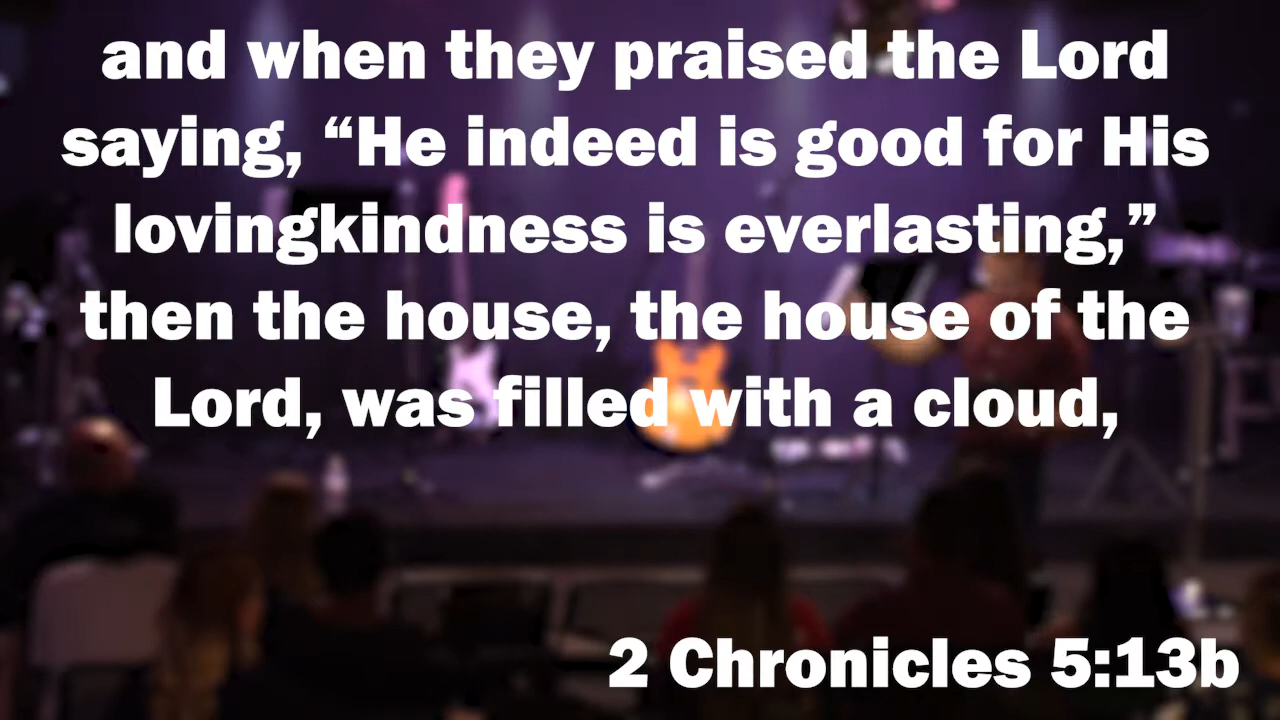 and when they praised the Lord
saying, “He indeed is good for His
lovingkindness is everlasting,”
then the house, the house of the
Lord, was filled with a cloud,
2 Chronicles 5:13b